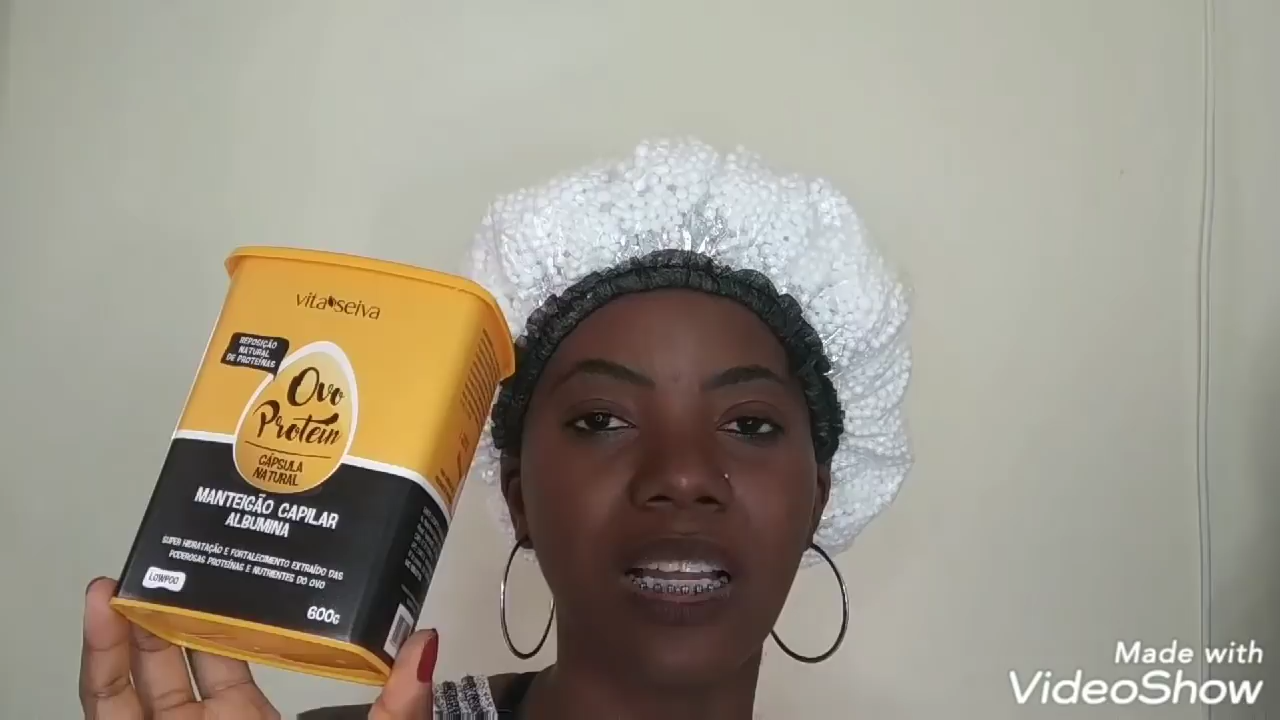 vita seiva
REPOSIÇÃO
NATURAL
DE PROTEÍNAS
Ovo
Protein
CÁPSULA
NATURAL
MANTEIGÃO CAPILAR
ALBUMINA
SUPER HIDRATAÇÃO E FORTALECIMENTO EXTRAÍDO DAS
PODEROSAS PROTEÍNAS E NUTRIENTES DO OVO
LOWPOO
600G
Made with
VideoShow